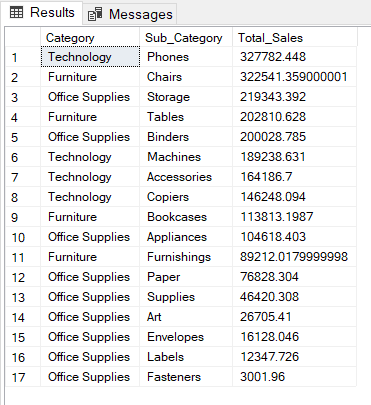 Results Messages
Category Sub_Category Total_Sales
1 Technology Phones 327782.448
2 Furniture Chairs 322541.359000001
3 Office Supplies Storage 219343.392
4 Furniture Tables 202810.628
5 Office Supplies Binders 200028.785
6 Technology Machines 189238.631
7 Technology Accessories 164186.7
8 Technology Copiers 146248.094
9 Furniture Bookcases 113813.1987
10 Office Supplies Appliances 104618.403
11 Furniture Furnishings 89212.0179999998
12 Office Supplies Paper 76828.304
13 Office Supplies Supplies 46420.308
14 Office Supplies Art 26705.41
15 Office Supplies Envelopes 16128.046
16 Office Supplies Labels 12347.726
17 Office Supplies Fasteners 3001.96